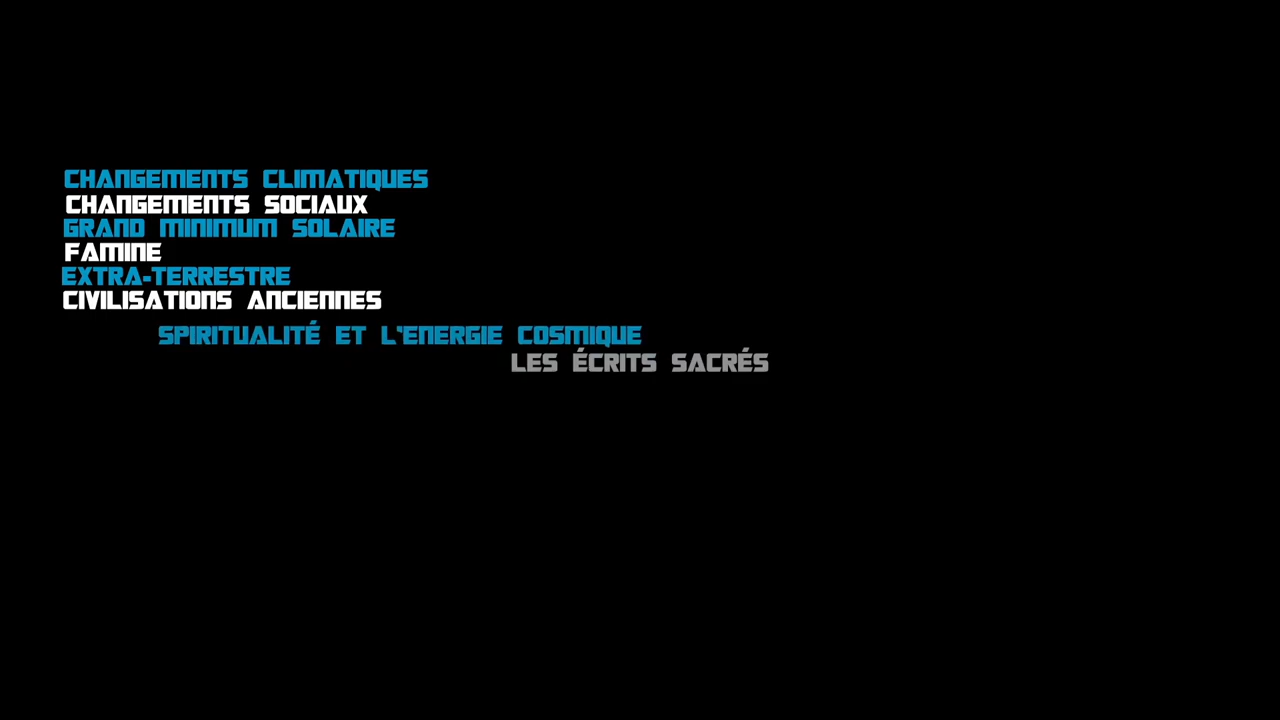 CHANGEMENTS CLIMATIQUES
CHANGEMENTS SOCIAUX
GRAND MINIMUM SOLAIRE
FAMINE
EXTRA-TERRESTRE
CIVILISATIONS ANCIENNES
SPIRITUALITÉ ET L'ENERGIE COSMIQUE
LES ÉCRITS SACRÉS